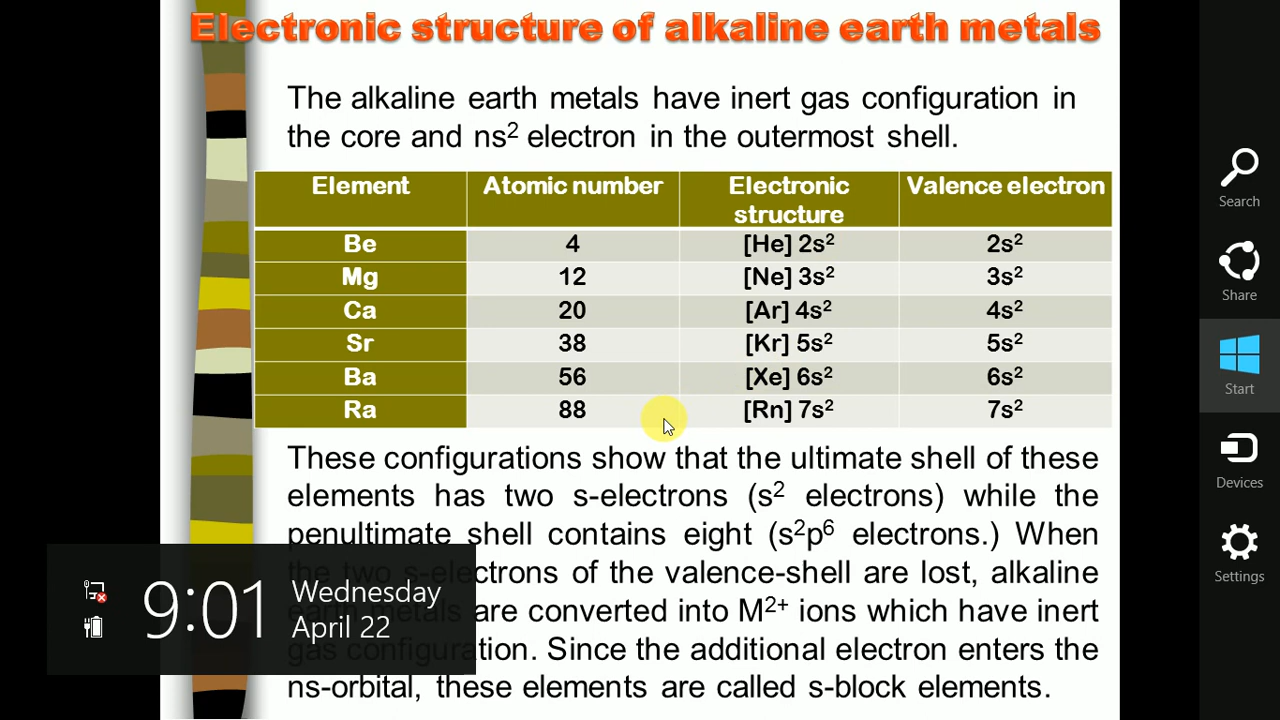 Electronic structure of alkaline earth metals
The alkaline earth metals have inert gas configuration in
the core and ns² electron in the outermost shell.
Element Atomic number Electronic structure Valence electron
Be 4 [He] 2s² 2s²
Mg 12 [Ne] 3s² 3s²
Ca 20 [Ar] 4s² 4s²
Sr 38 [Kr] 5s² 5s²
Ba 56 [Xe] 6s² 6s²
Ra 88 [Rn] 7s² 7s²
These configurations show that the ultimate shell of these
elements has two s-electrons (s² electrons) while the
penultimate shell contains eight (s²p⁶ electrons.) When
the two s-electrons of the valence-shell are lost, alkaline
earth metals are converted into M²⁺ ions which have inert
gas configuration. Since the additional electron enters the
ns-orbital, these elements are called s-block elements.
9:01
Wednesday
April 22
Search
Share
Start
Devices
Settings